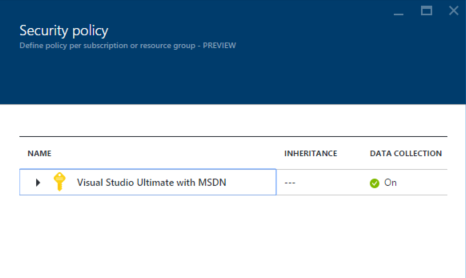 Security policy
Define policy per subscription or resource group - PREVIEW
NAME INHERITANCE DATA COLLECTION
Visual Studio Ultimate with MSDN --- On